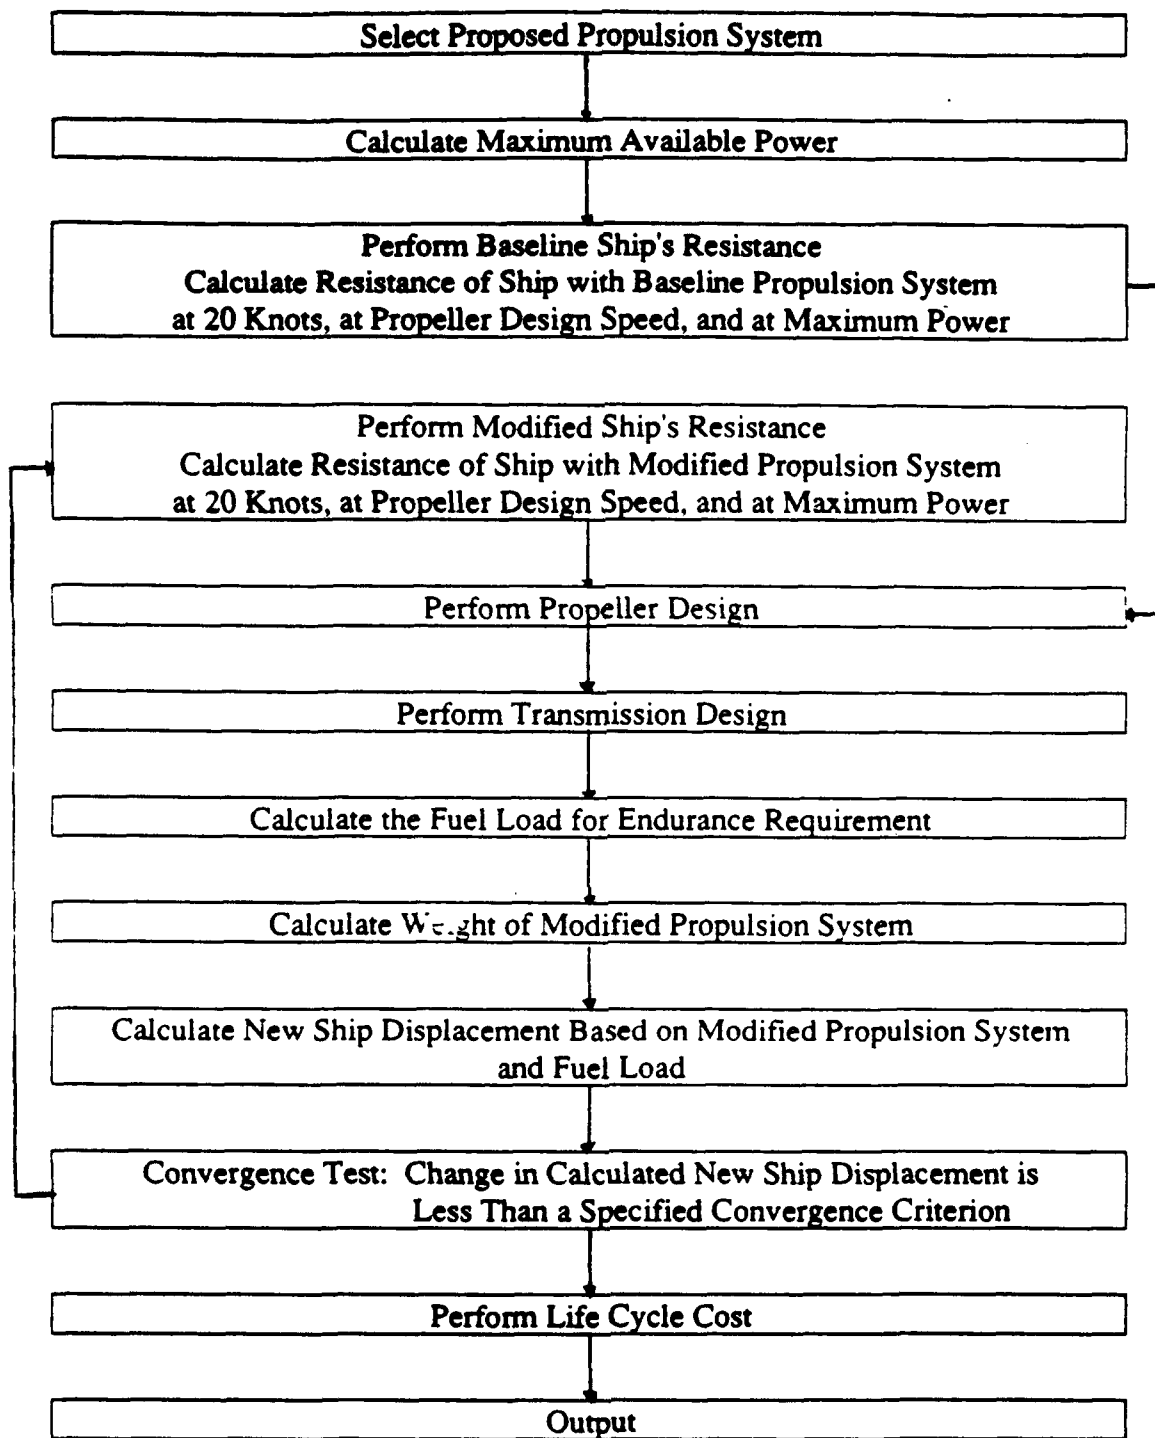 Select Proposed Propulsion System
Calculate Maximum Available Power
Perform Baseline Ship's Resistance
Calculate Resistance of Ship with Baseline Propulsion System
at 20 Knots, at Propeller Design Speed, and at Maximum Power
Perform Modified Ship's Resistance
Calculate Resistance of Ship with Modified Propulsion System
at 20 Knots, at Propeller Design Speed, and at Maximum Power
Perform Propeller Design
Perform Transmission Design
Calculate the Fuel Load for Endurance Requirement
Calculate Weight of Modified Propulsion System
Calculate New Ship Displacement Based on Modified Propulsion System
and Fuel Load
Convergence Test: Change in Calculated New Ship Displacement is
Less Than a Specified Convergence Criterion
Perform Life Cycle Cost
Output